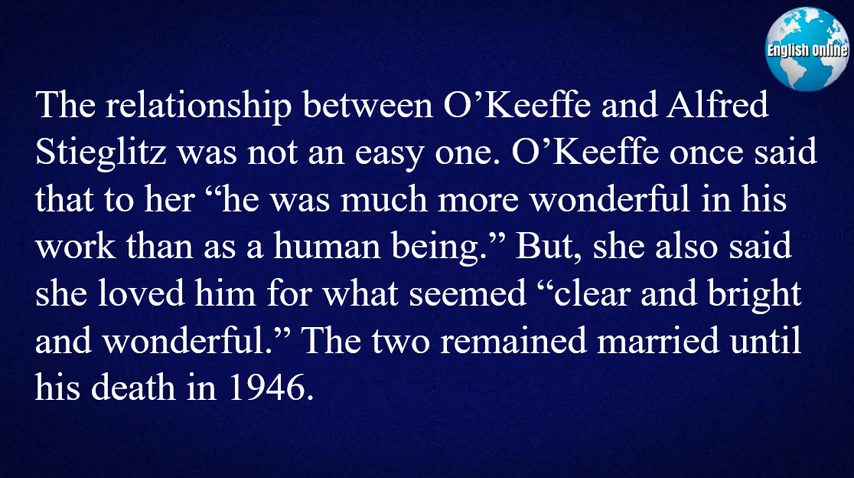 English Online
The relationship between O’Keeffe and Alfred
Stieglitz was not an easy one. O’Keeffe once said
that to her “he was much more wonderful in his
work than as a human being.” But, she also said
she loved him for what seemed “clear and bright
and wonderful.” The two remained married until
his death in 1946.